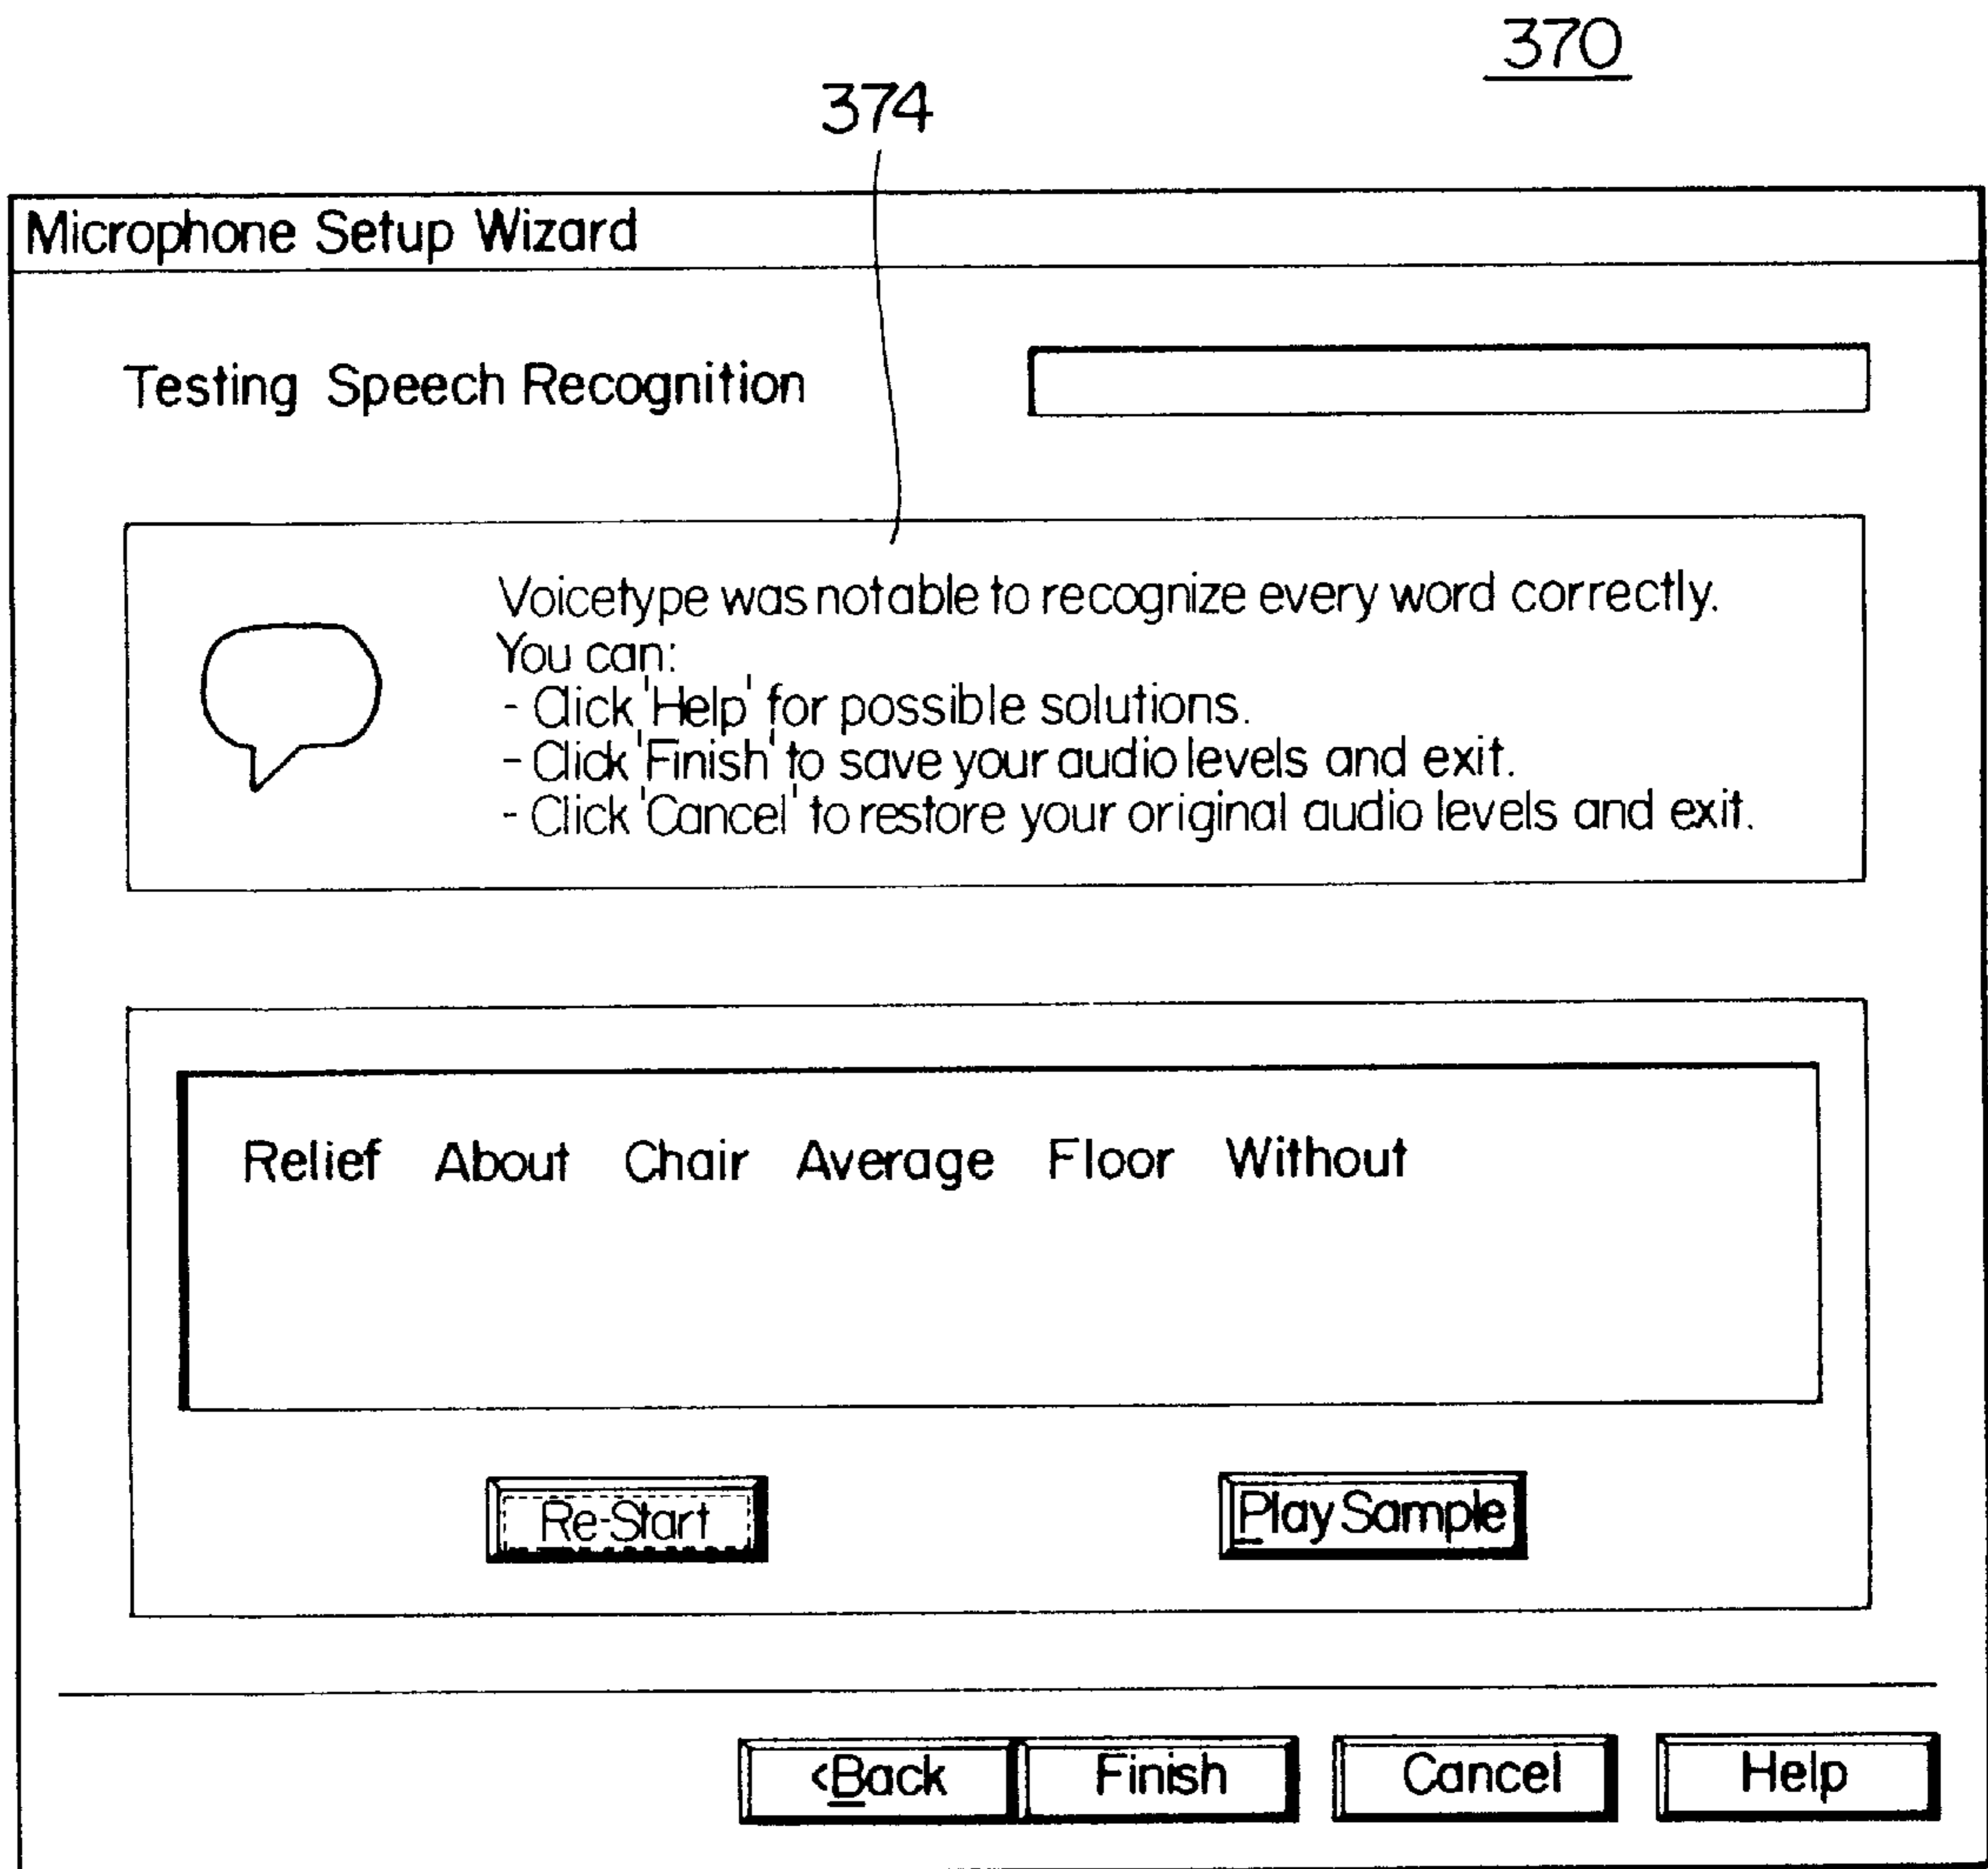 370
374
Microphone Setup Wizard
Testing Speech Recognition
Voicetype was notable to recognize every word correctly.
You can:
- Click 'Help' for possible solutions.
- Click 'Finish' to save your audio levels and exit.
- Click 'Cancel' to restore your original audio levels and exit.
Relief About Chair Average Floor Without
Re-Start Play Sample
<Back Finish Cancel Help